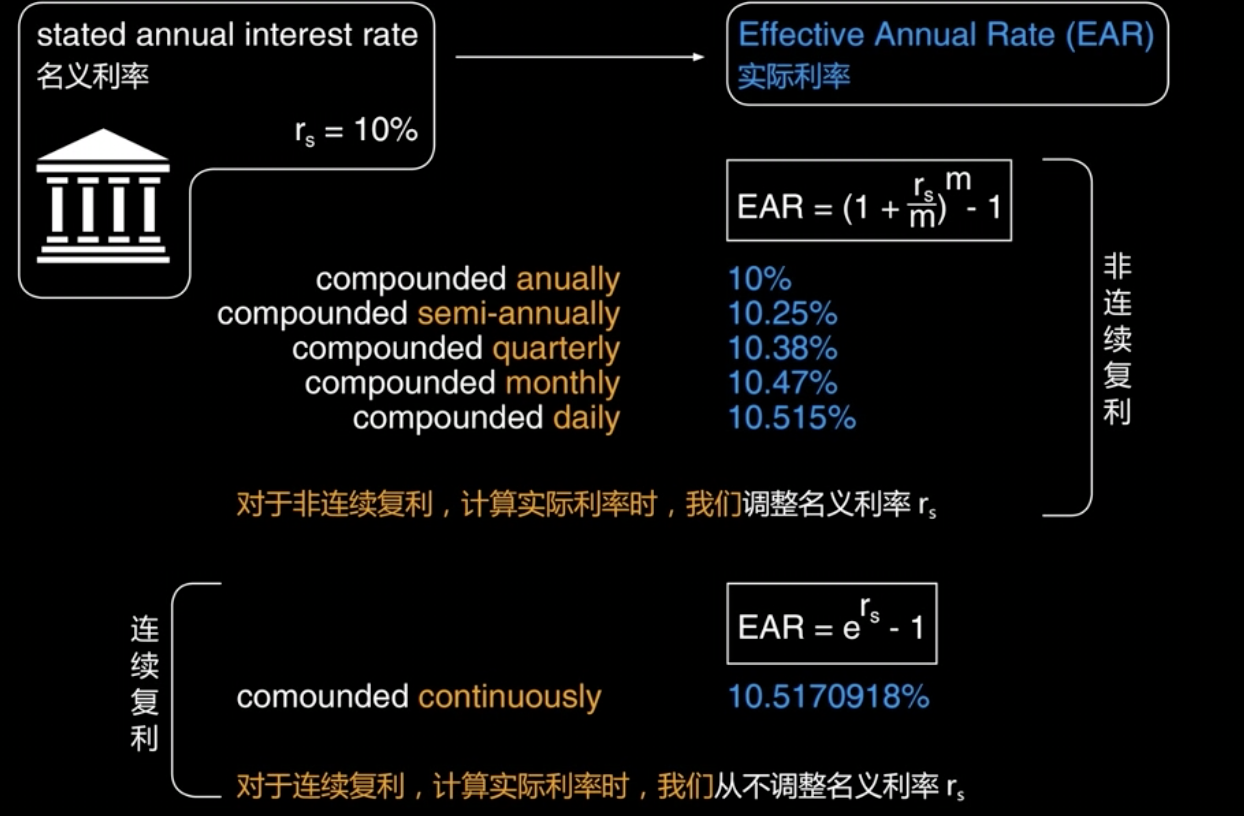 stated annual interest rate
名义利率
r_s = 10%
Effective Annual Rate (EAR)
实际利率
EAR = (1 + r_s/m)^m - 1
compounded anually 10%
compounded semi-annually 10.25%
compounded quarterly 10.38%
compounded monthly 10.47%
compounded daily 10.515%
非连续复利
对于非连续复利，计算实际利率时，我们调整名义利率 r_s
连续复利
EAR = e^r_s - 1
comounded continuously 10.5170918%
对于连续复利，计算实际利率时，我们从不调整名义利率 r_s